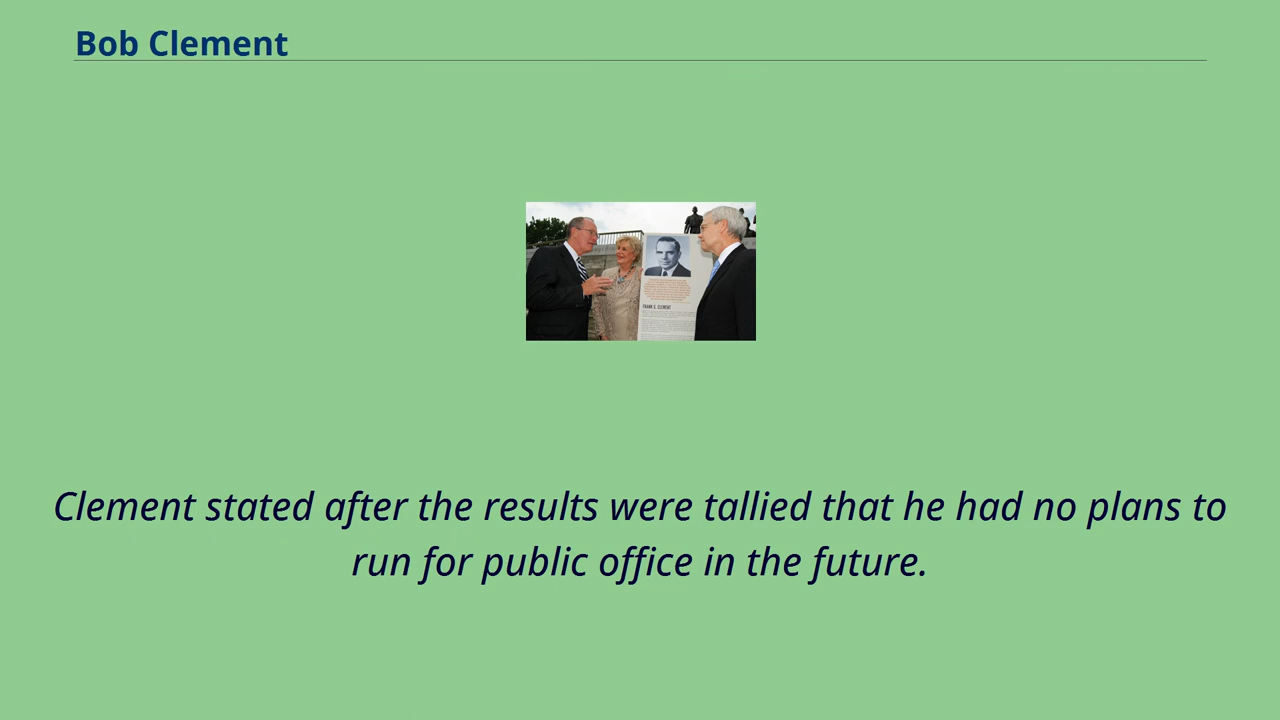 Bob Clement
FRANK G. CLEMENT
Clement stated after the results were tallied that he had no plans to
run for public office in the future.